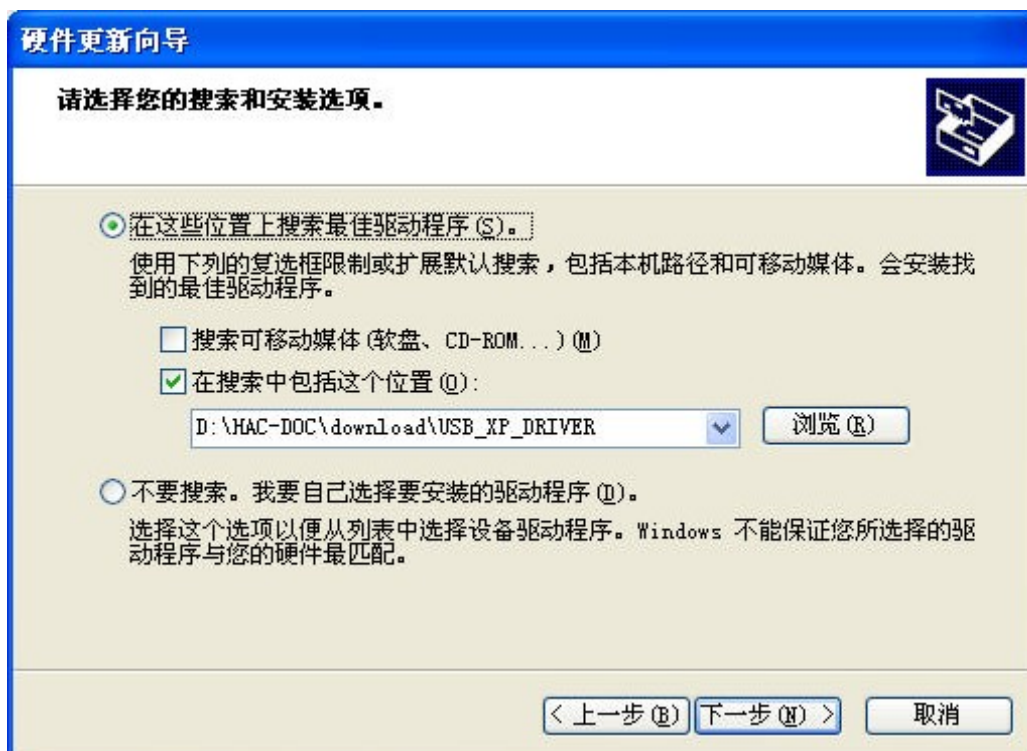 硬件更新向导
请选择您的搜索和安装选项。
在这些位置上搜索最佳驱动程序(S)。
使用下列的复选框限制或扩展默认搜索，包括本机路径和可移动媒体。会安装找
到的最佳驱动程序。
搜索可移动媒体(软盘、CD-ROM...)(M)
在搜索中包括这个位置(O):
D:\HAC-DOC\download\USB_XP_DRIVER
浏览(R)
不要搜索。我要自己选择要安装的驱动程序(D)。
选择这个选项以便从列表中选择设备驱动程序。Windows 不能保证您所选择的驱
动程序与您的硬件最匹配。
< 上一步(B) 下一步(N) > 取消